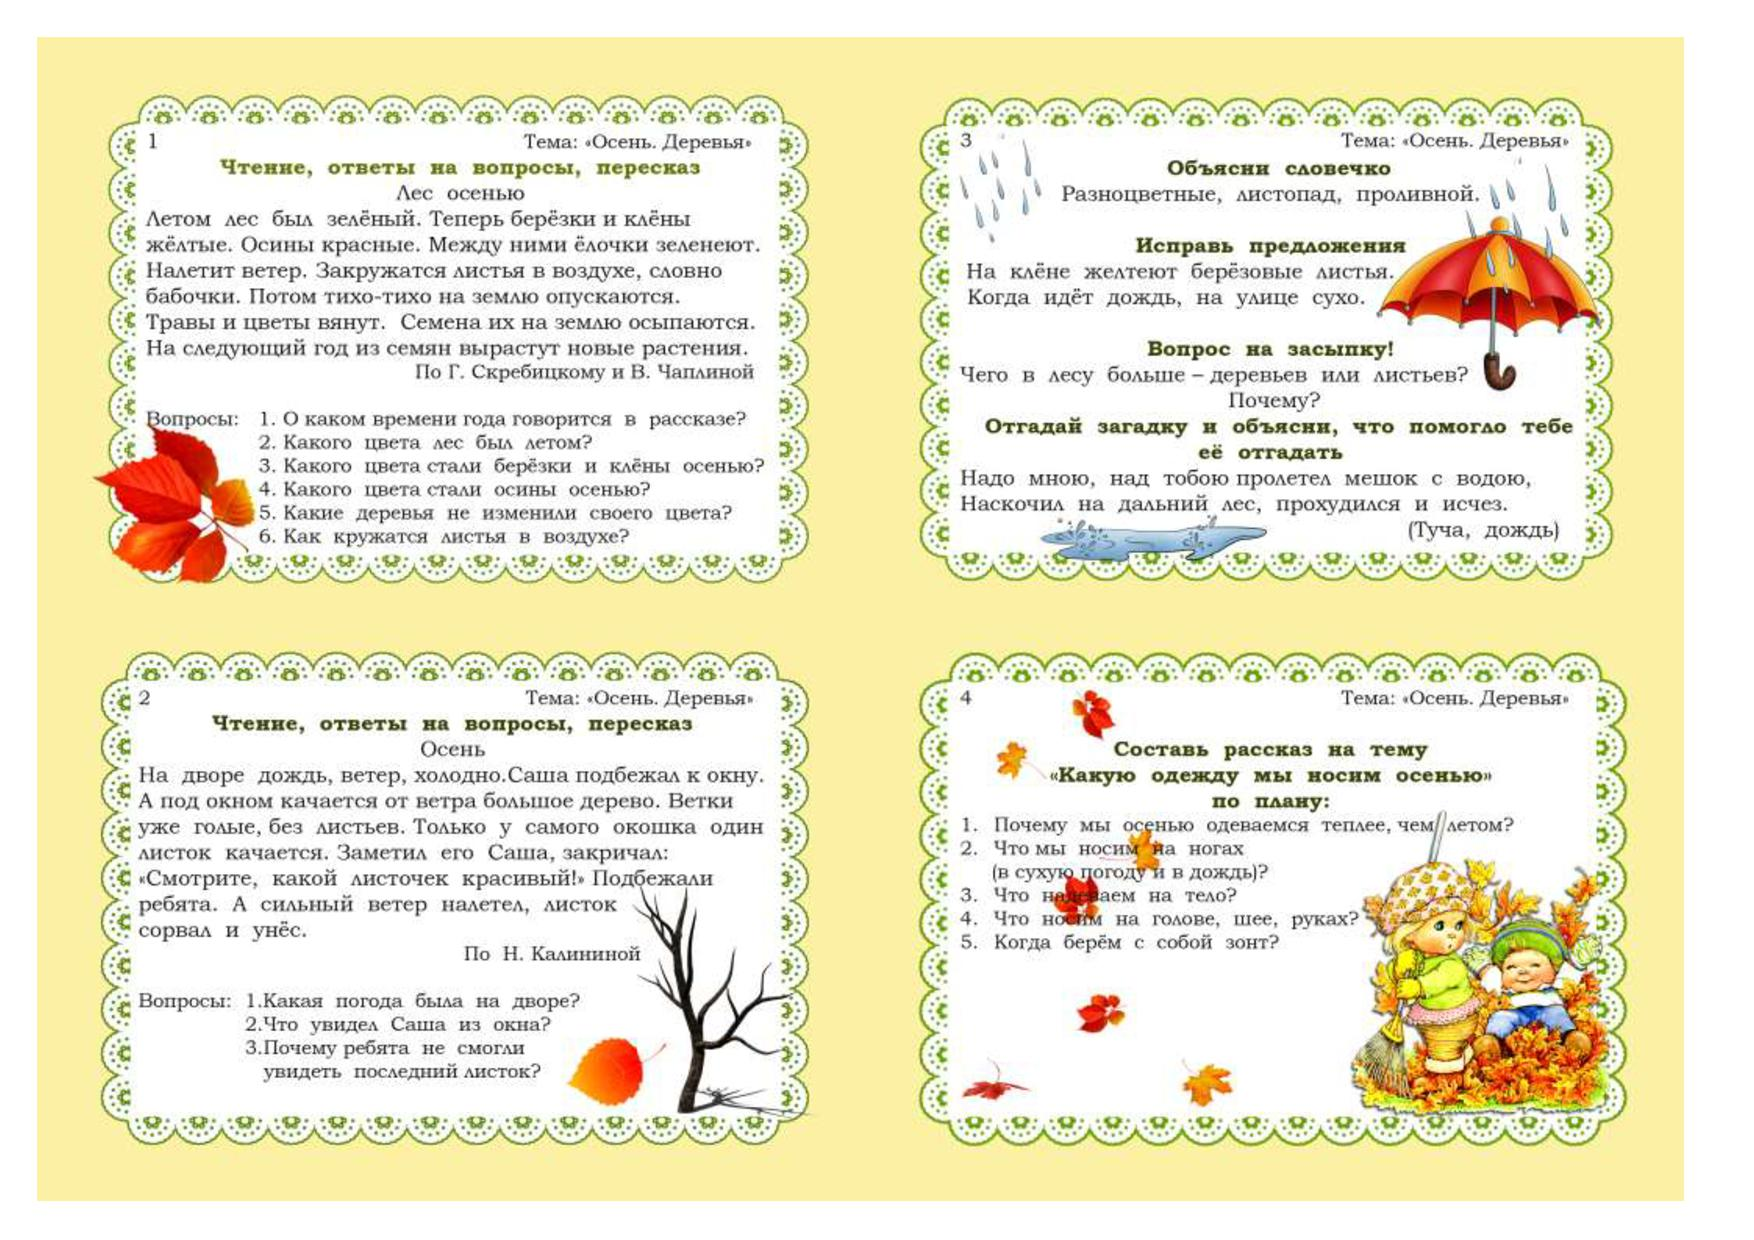 1
Тема: «Осень. Деревья»
Чтение, ответы на вопросы, пересказ
Лес осенью
Летом лес был зелёный. Теперь берёзки и клёны
жёлтые. Осины красные. Между ними ёлочки зеленеют.
Налетит ветер. Закружатся листья в воздухе, словно
бабочки. Потом тихо-тихо на землю опускаются.
Травы и цветы вянут. Семена их на землю осыпаются.
На следующий год из семян вырастут новые растения.
По Г. Скребицкому и В. Чаплиной
Вопросы: 1. О каком времени года говорится в рассказе?
2. Какого цвета лес был летом?
3. Какого цвета стали берёзки и клёны осенью?
4. Какого цвета стали осины осенью?
5. Какие деревья не изменили своего цвета?
6. Как кружатся листья в воздухе?
2
Тема: «Осень. Деревья»
Чтение, ответы на вопросы, пересказ
Осень
На дворе дождь, ветер, холодно.Саша подбежал к окну.
А под окном качается от ветра большое дерево. Ветки
уже голые, без листьев. Только у самого окошка один
листок качается. Заметил его Саша, закричал:
«Смотрите, какой листочек красивый!» Подбежали
ребята. А сильный ветер налетел, листок
сорвал и унёс.
По Н. Калининой
Вопросы: 1.Какая погода была на дворе?
2.Что увидел Саша из окна?
3.Почему ребята не смогли
увидеть последний листок?
3
Тема: «Осень. Деревья»
Объясни словечко
Разноцветные, листопад, проливной.
Исправь предложения
На клёне желтеют берёзовые листья.
Когда идёт дождь, на улице сухо.
Вопрос на засыпку!
Чего в лесу больше – деревьев или листьев?
Почему?
Отгадай загадку и объясни, что помогло тебе
её отгадать
Надо мною, над тобою пролетел мешок с водою,
Наскочил на дальний лес, прохудился и исчез.
(Туча, дождь)
4
Тема: «Осень. Деревья»
Составь рассказ на тему
«Какую одежду мы носим осенью»
по плану:
1. Почему мы осенью одеваемся теплее, чем летом?
2. Что мы носим на ногах
(в сухую погоду и в дождь)?
3. Что надеваем на тело?
4. Что носим на голове, шее, руках?
5. Когда берём с собой зонт?